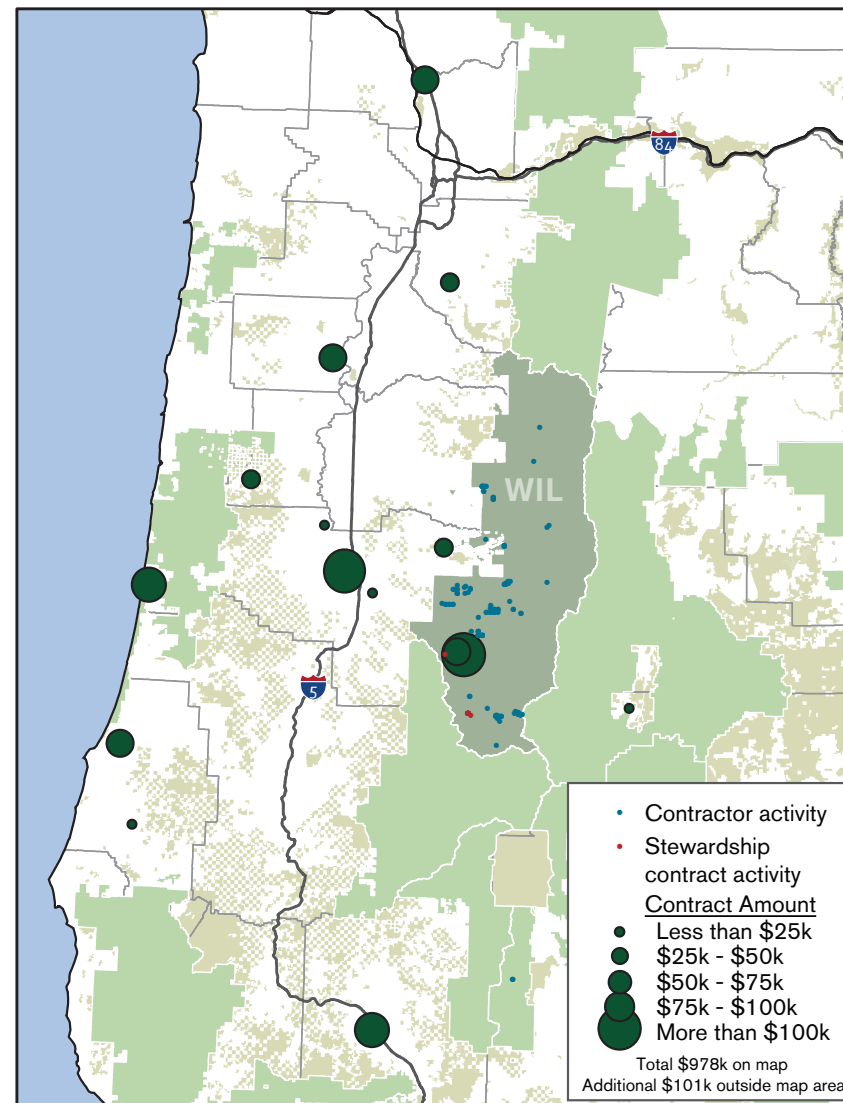 84
WIL
5
Contractor activity
Stewardship
contract activity
Contract Amount
Less than $25k
$25k - $50k
$50k - $75k
$75k - $100k
More than $100k
Total $978k on map
Additional $101k outside map area